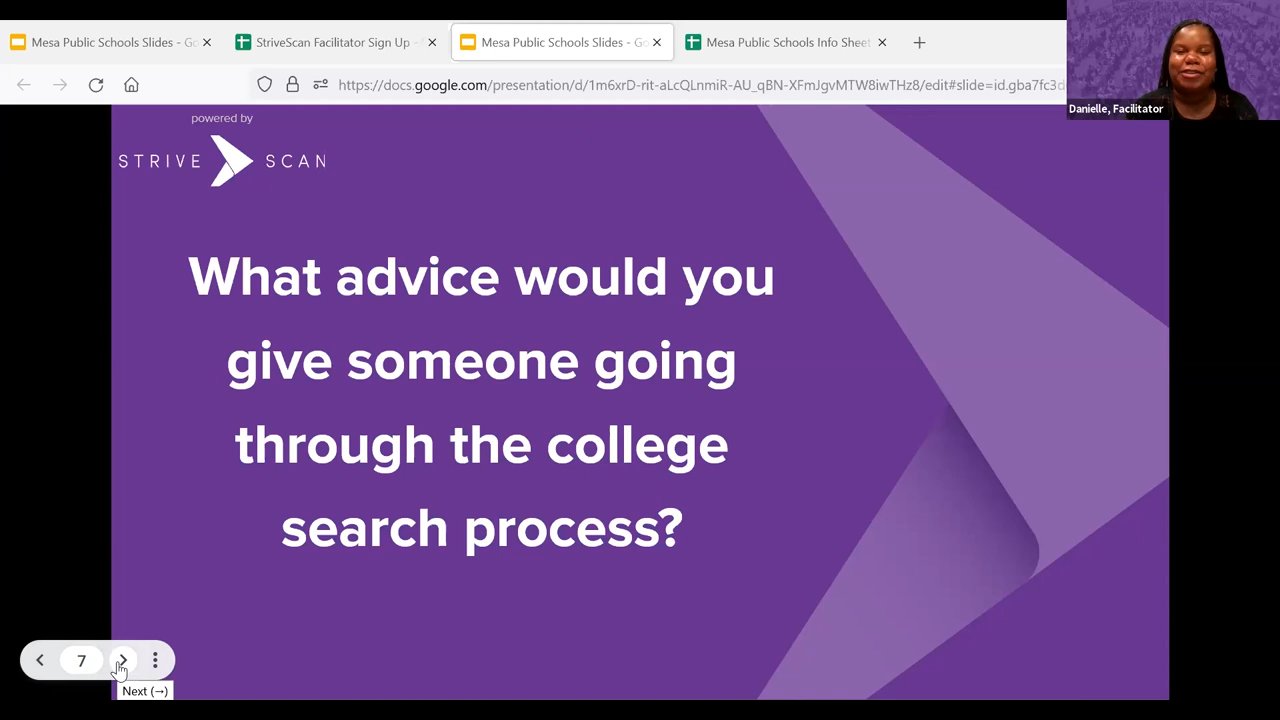 Mesa Public Schools Slides - Go
StriveScan Facilitator Sign Up -
Mesa Public Schools Slides - Go
Mesa Public Schools Info Sheet
https://docs.google.com/presentation/d/1m6xrD-rit-aLcQLnmiR-AU_qBN-XFmJgvMTW8iwTHz8/edit#slide=id.gba7fc3d
Danielle, Facilitator
powered by
STRIVE SCAN
What advice would you
give someone going
through the college
search process?
7
Next (→)